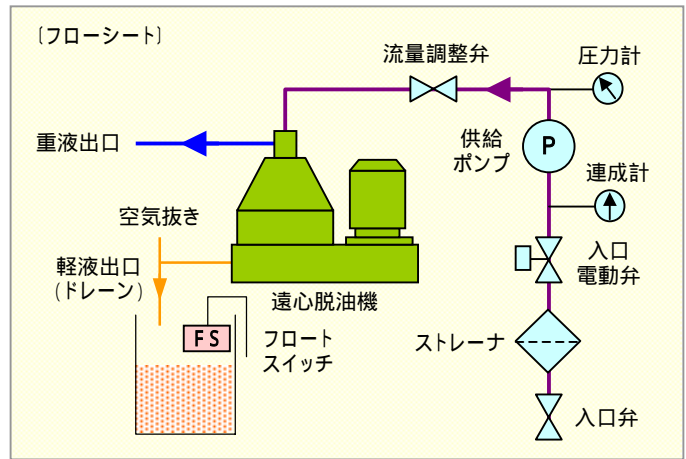 〔フローシート〕
流量調整弁
圧力計
重液出口
供給
ポンプ
P
連成計
空気抜き
軽液出口
(ドレーン)
入口
電動弁
遠心脱油機
FS
フロート
スイッチ
ストレーナ
入口弁